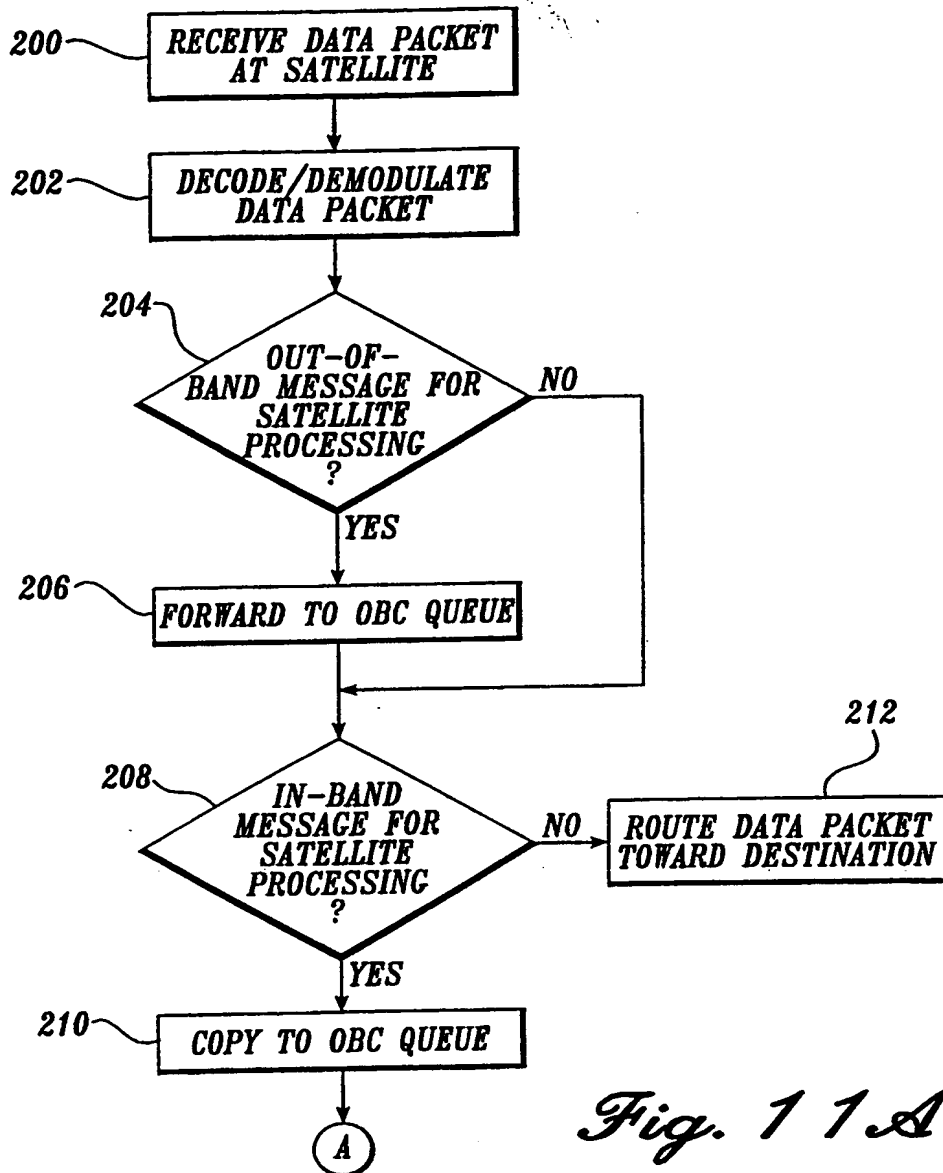 200
RECEIVE DATA PACKET
AT SATELLITE
202
DECODE/DEMODULATE
DATA PACKET
204
OUT-OF-
BAND MESSAGE FOR
SATELLITE
PROCESSING
?
NO
YES
206
FORWARD TO OBC QUEUE
208
IN-BAND
MESSAGE FOR
SATELLITE
PROCESSING
?
NO
212
ROUTE DATA PACKET
TOWARD DESTINATION
YES
210
COPY TO OBC QUEUE
A
Fig. 11A